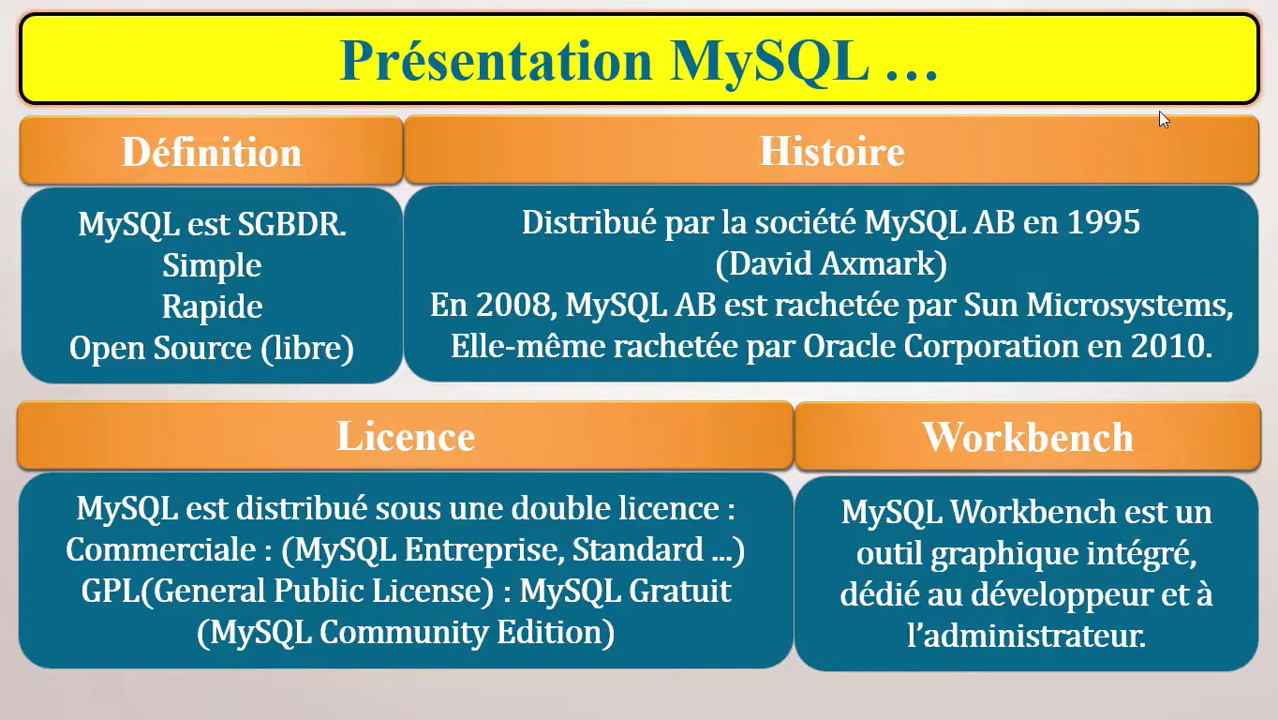 Présentation MySQL ...
Définition
MySQL est SGBDR.
Simple
Rapide
Open Source (libre)
Histoire
Distribué par la société MySQL AB en 1995
(David Axmark)
En 2008, MySQL AB est rachetée par Sun Microsystems,
Elle-même rachetée par Oracle Corporation en 2010.
Licence
MySQL est distribué sous une double licence :
Commerciale : (MySQL Entreprise, Standard ...)
GPL(General Public License) : MySQL Gratuit
(MySQL Community Edition)
Workbench
MySQL Workbench est un
outil graphique intégré,
dédié au développeur et à
l’administrateur.